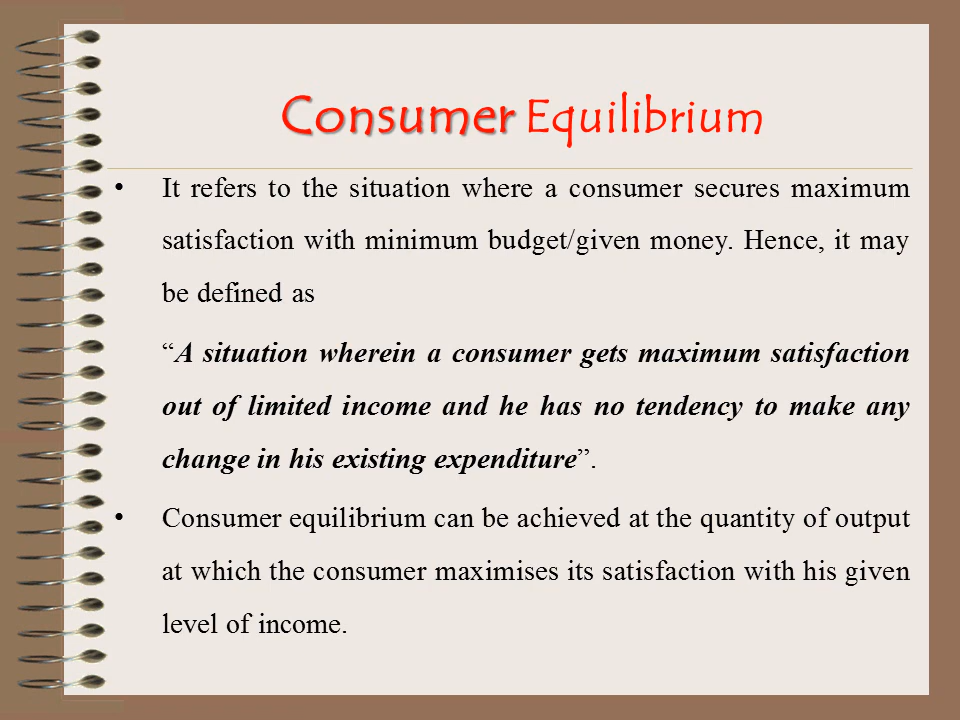 Consumer Equilibrium
• It refers to the situation where a consumer secures maximum
satisfaction with minimum budget/given money. Hence, it may
be defined as
“A situation wherein a consumer gets maximum satisfaction
out of limited income and he has no tendency to make any
change in his existing expenditure”.
• Consumer equilibrium can be achieved at the quantity of output
at which the consumer maximises its satisfaction with his given
level of income.